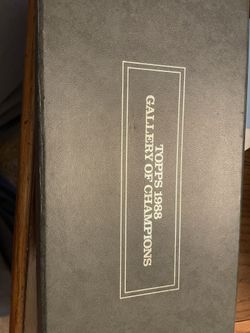 TOPPS 1988
GALLERY OF CHAMPIONS